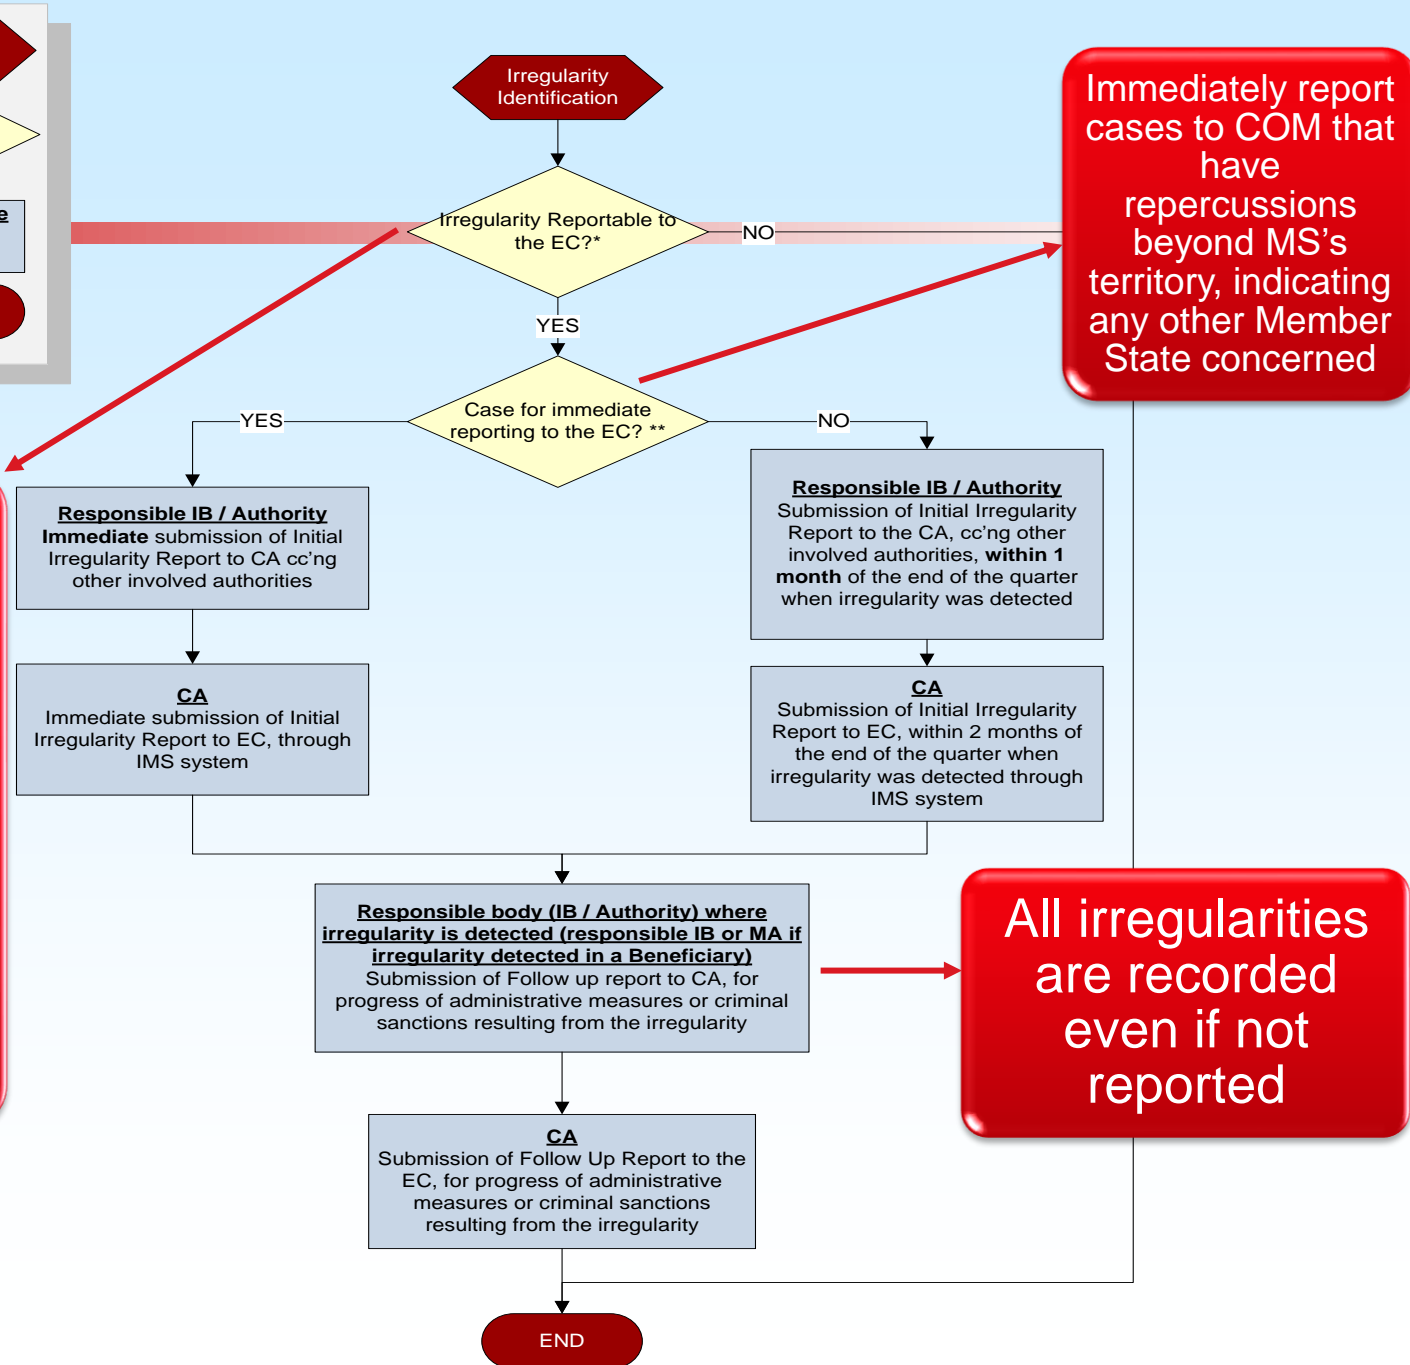 Irregularity
Identification
Immediately report
cases to COM that
have
repercussions
beyond MS's
territory, indicating
any other Member
State concerned
e
Irregularity Reportable to
the EC?*
NO
YES
Case for immediate
reporting to the EC? **
YES
NO
Responsible IB / Authority
Immediate submission of Initial
Irregularity Report to CA cc'ng
other involved authorities
Responsible IB / Authority
Submission of Initial Irregularity
Report to the CA, cc'ng other
involved authorities, within 1
month of the end of the quarter
when irregularity was detected
CA
Immediate submission of Initial
Irregularity Report to EC, through
IMS system
CA
Submission of Initial Irregularity
Report to EC, within 2 months of
the end of the quarter when
irregularity was detected through
IMS system
Responsible body (IB / Authority) where
irregularity is detected (responsible IB or MA if
irregularity detected in a Beneficiary)
Submission of Follow up report to CA, for
progress of administrative measures or criminal
sanctions resulting from the irregularity
All irregularities
are recorded
even if not
reported
CA
Submission of Follow Up Report to the
EC, for progress of administrative
measures or criminal sanctions
resulting from the irregularity
END